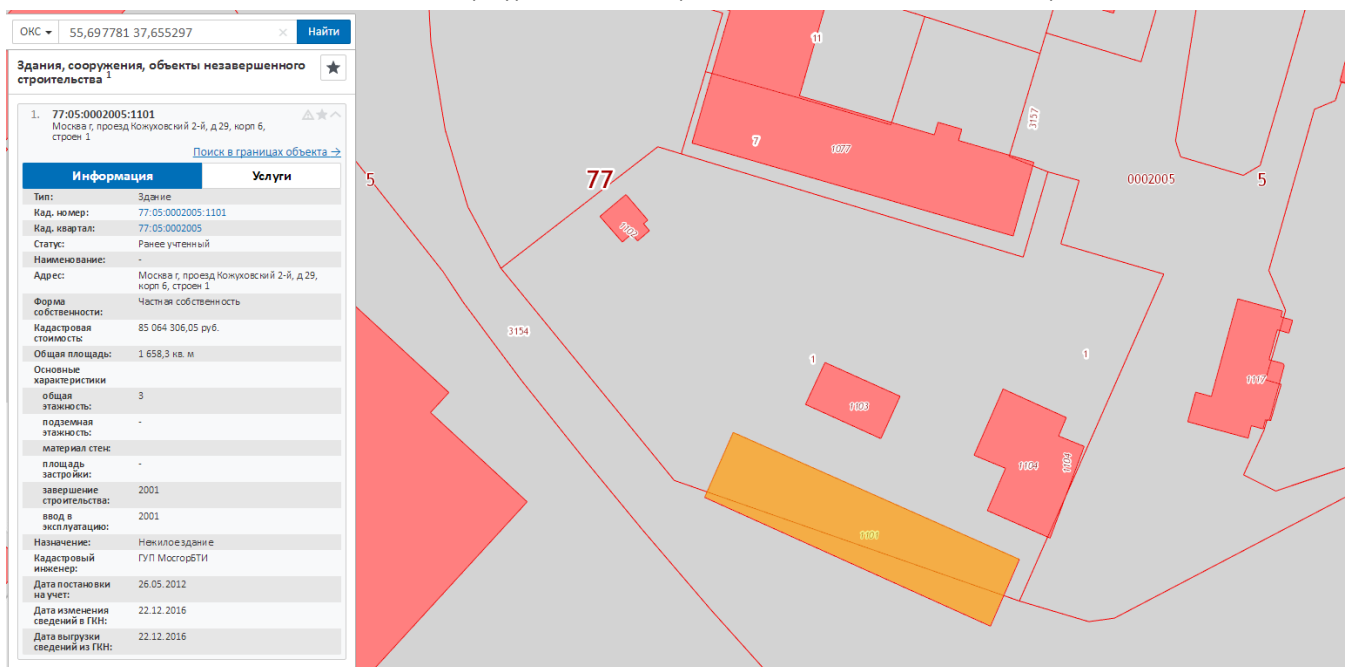 ОКС 55,697781 37,655297 × Найти
Здания, сооружения, объекты незавершенного
строительства 1
1. 77:05:0002005:1101
Москва г, проезд Кожуховский 2-й, д 29, корп 6,
строен 1
Поиск в границах объекта →
Информация Услуги
Тип: Здание
Кад. номер: 77:05:0002005:1101
Кад. квартал: 77:05:0002005
Статус: Ранее учтенный
Наименование: -
Адрес: Москва г, проезд Кожуховский 2-й, д 29,
корп 6, строен 1
Форма
собственности: Частная собственность
Кадастровая
стоимость: 85 064 306,05 руб.
Общая площадь: 1 658,3 кв. м
Основные
характеристики
общая
этажность: 3
подземная
этажность: -
материал стен:
площадь
застройки: -
завершение
строительства: 2001
ввод в
эксплуатацию: 2001
Назначение: Нежилое здание
Кадастровый
инженер: ГУП МосгорБТИ
Дата постановки
на учет: 26.05.2012
Дата изменения
сведений в ГКН: 22.12.2016
Дата выгрузки
сведений из ГКН: 22.12.2016
11
3157
7
1077
5
77
0002005
5
1102
3154
1
1
1117
1103
1104
1104
1101